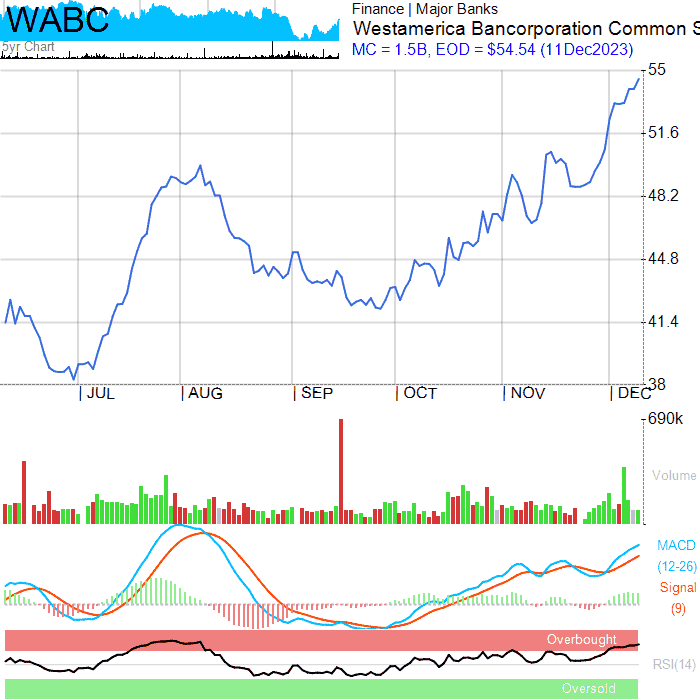 WABC
5yr Chart
Finance | Major Banks
Westamerica Bancorporation Common S
MC = 1.5B, EOD = $54.54 (11Dec2023)
55
51.6
48.2
44.8
41.4
38
| JUL | AUG | SEP | OCT | NOV | DEC
690k
Volume
MACD
(12-26)
Signal
(9)
Overbought
RSI(14)
Oversold